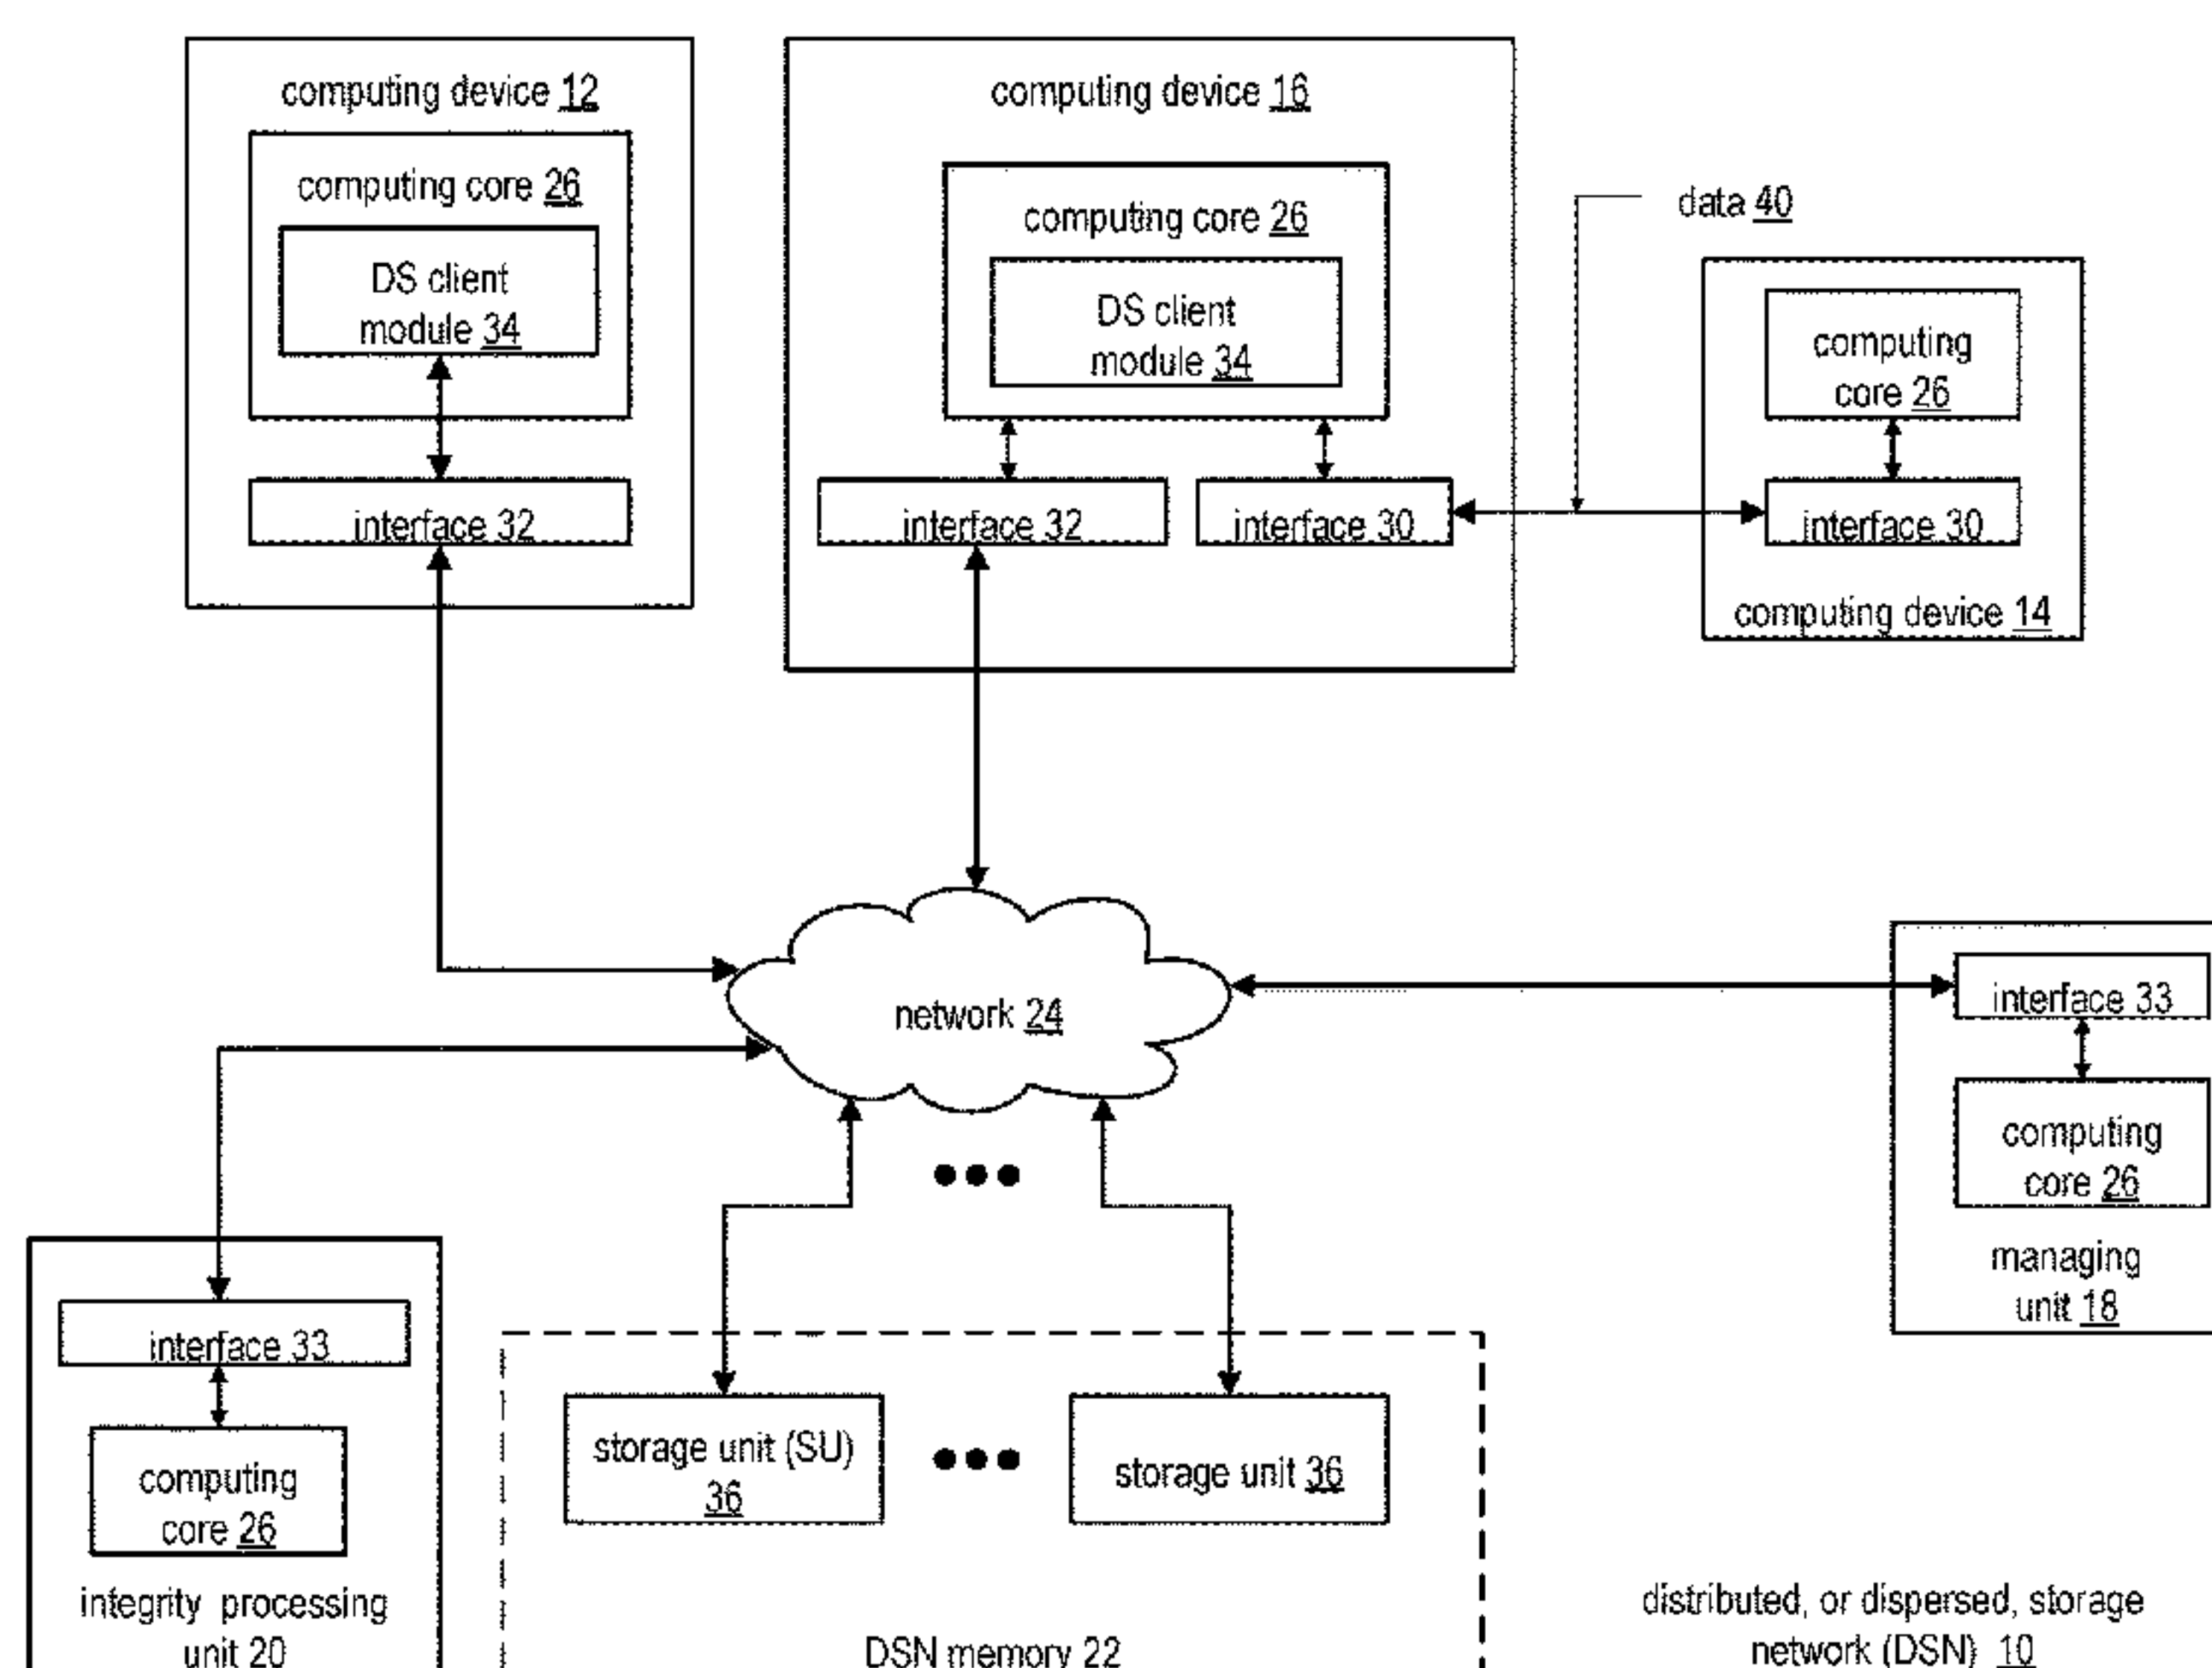 computing device 12
computing core 26
DS client
module 34
interface 32
computing device 16
computing core 26
DS client
module 34
interface 32
interface 30
data 40
computing
core 26
interface 30
computing device 14
network 24
interface 33
computing
core 26
managing
unit 18
interface 33
computing
core 26
integrity processing
unit 20
storage unit (SU)
36
storage unit 36
DSN memory 22
distributed, or dispersed, storage
network (DSN) 10